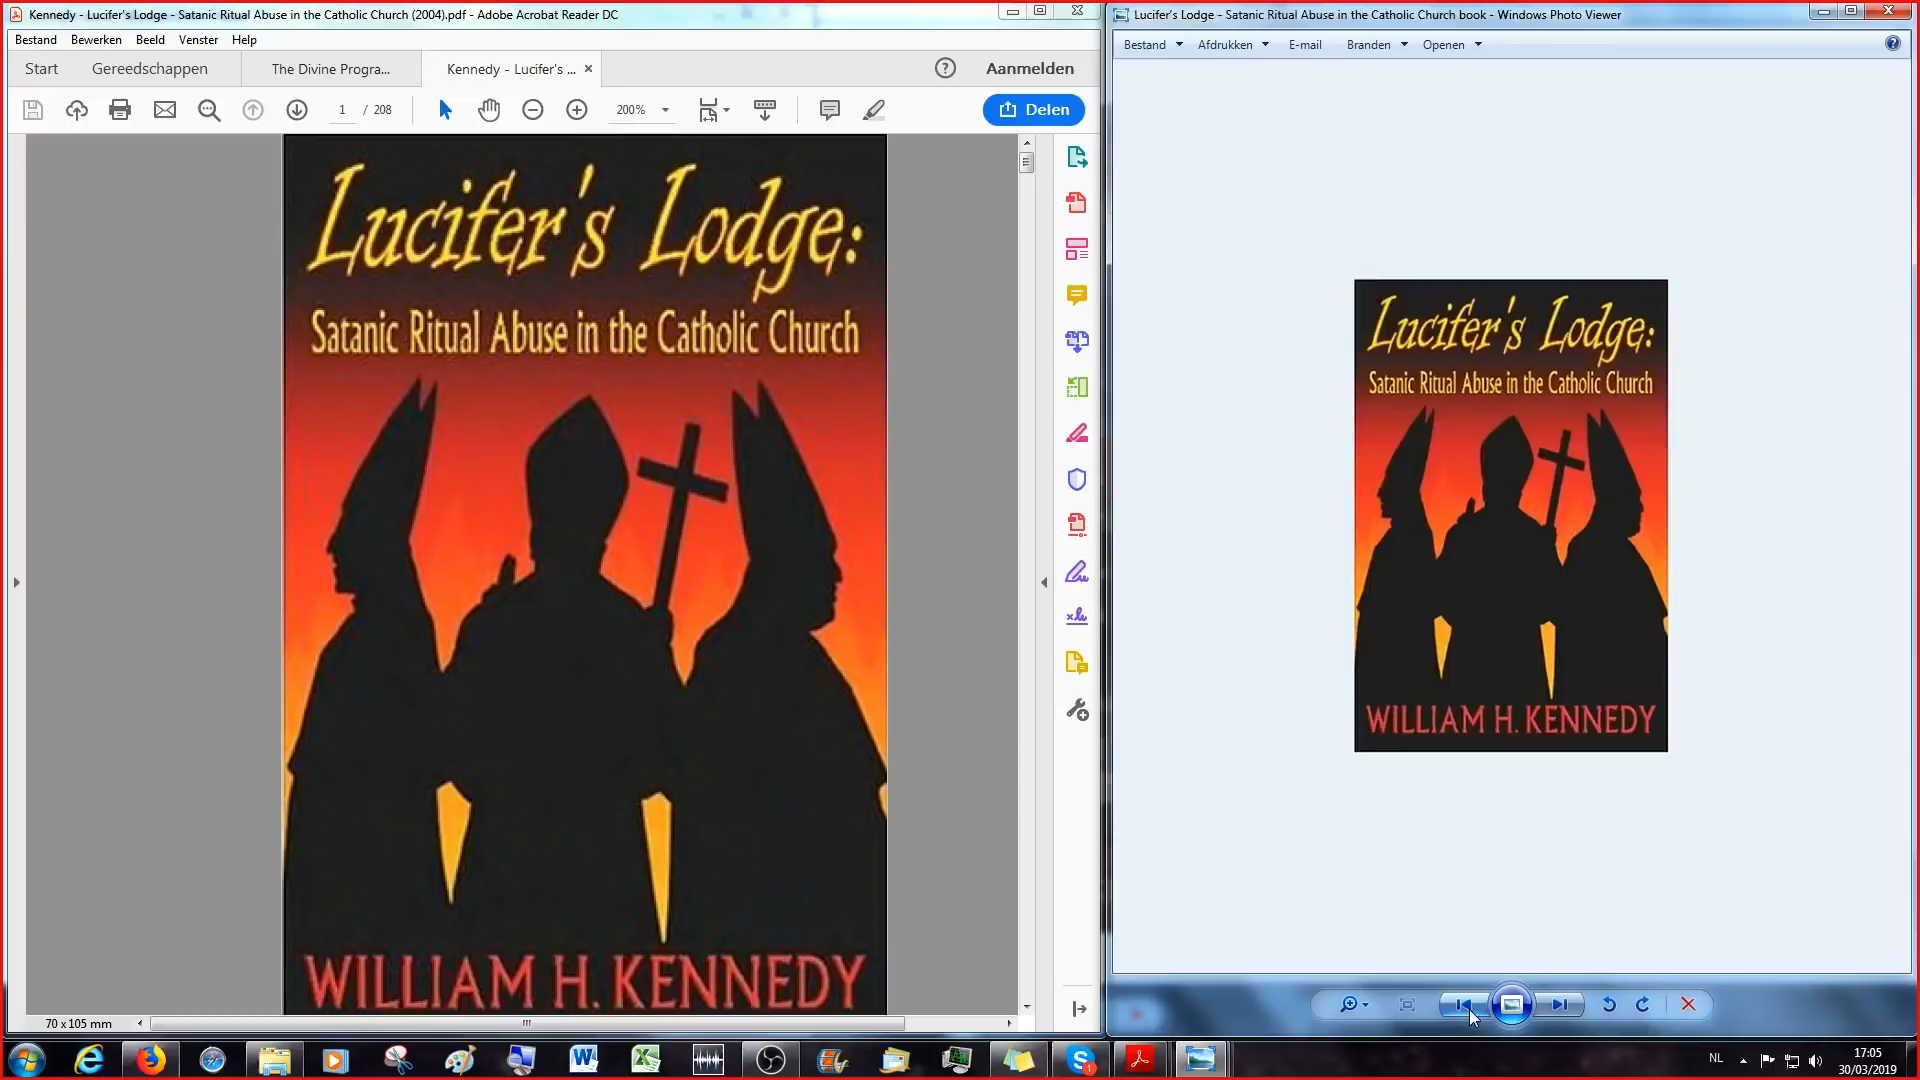 Kennedy - Lucifer's Lodge - Satanic Ritual Abuse in the Catholic Church (2004).pdf - Adobe Acrobat Reader DC
Bestand Bewerken Beeld Venster Help
Start Gereedschappen The Divine Progra... Kennedy - Lucifer's ... × Aanmelden
1 / 208 200% Delen
Lucifer's Lodge:
Satanic Ritual Abuse in the Catholic Church
WILLIAM H. KENNEDY
70 x 105 mm
Lucifer's Lodge - Satanic Ritual Abuse in the Catholic Church book - Windows Photo Viewer
Bestand Afdrukken E-mail Branden Openen
Lucifer's Lodge:
Satanic Ritual Abuse in the Catholic Church
WILLIAM H. KENNEDY
NL
17:05
30/03/2019